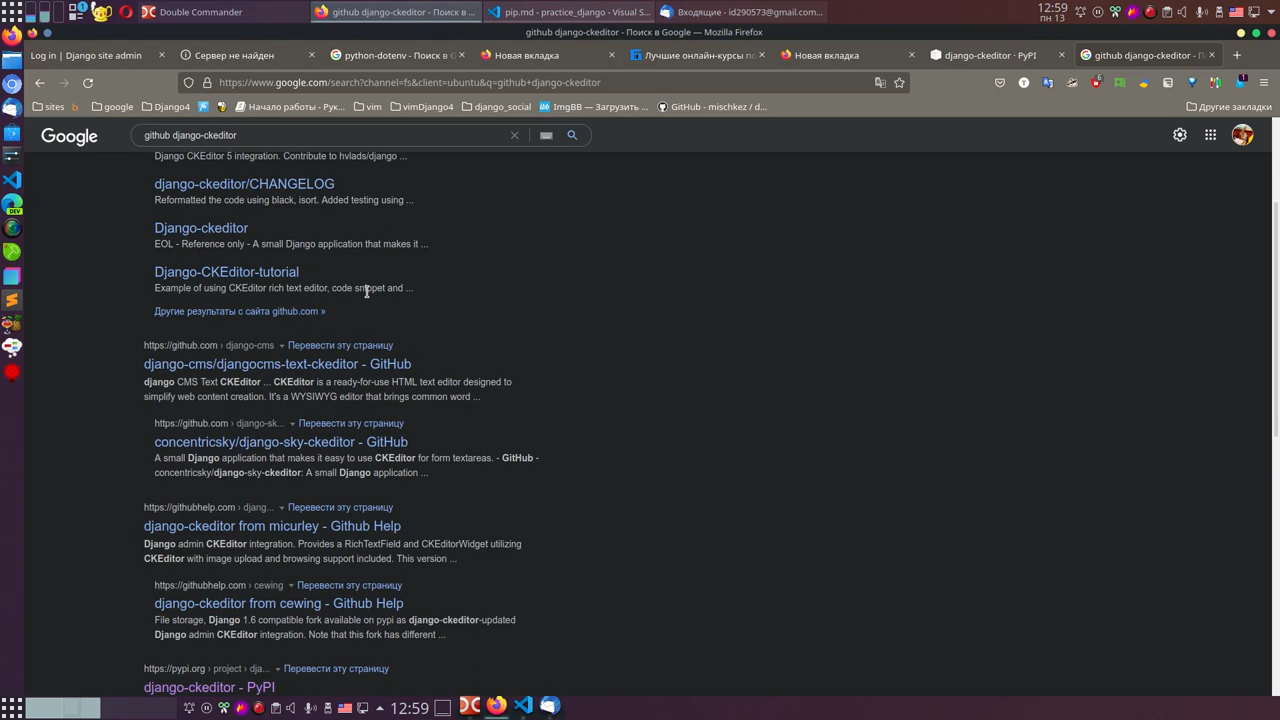 Double Command
github django-ckeditor - Поиск в ...
pip.md - practice_django - Visual S...
Входящие - id290573@gmail.com...
12:59
пн 13
github django-ckeditor - Поиск в Google — Mozilla Firefox
Log in | Django site admin
Сервер не найден
python-dotenv - Поиск в G
Новая вкладка
Лучшие онлайн-курсы по
Новая вкладка
django-ckeditor · PyPI
github django-ckeditor - П
https://www.google.com/search?channel=fs&client=ubuntu&q=github+django-ckeditor
6
1
sites
google
Django4
Начало работы - Рук...
vim
vimDjango4
django_social
ImgBB — Загрузить ...
GitHub - mischkez / d...
Другие закладки
Google
github django-ckeditor
Django CKEditor 5 integration. Contribute to hvlads/django ...
django-ckeditor/CHANGELOG
Reformatted the code using black, isort. Added testing using ...
Django-ckeditor
EOL - Reference only - A small Django application that makes it ...
Django-CKEditor-tutorial
Example of using CKEditor rich text editor, code snippet and ...
Другие результаты с сайта github.com »
https://github.com › django-cms
Перевести эту страницу
django-cms/djangocms-text-ckeditor - GitHub
django CMS Text CKEditor ... CKEditor is a ready-for-use HTML text editor designed to
simplify web content creation. It's a WYSIWYG editor that brings common word ...
https://github.com › django-sk...
Перевести эту страницу
concentricsky/django-sky-ckeditor - GitHub
A small Django application that makes it easy to use CKEditor for form textareas. - GitHub -
concentricsky/django-sky-ckeditor: A small Django application ...
https://githubhelp.com › djang...
Перевести эту страницу
django-ckeditor from micurley - Github Help
Django admin CKEditor integration. Provides a RichTextField and CKEditorWidget utilizing
CKEditor with image upload and browsing support included. This version ...
https://githubhelp.com › cewing
Перевести эту страницу
django-ckeditor from cewing - Github Help
File storage, Django 1.6 compatible fork available on pypi as django-ckeditor-updated
Django admin CKEditor integration. Note that this fork has different ...
https://pypi.org › project › dja...
Перевести эту страницу
django-ckeditor - PyPI
DEV
12:59